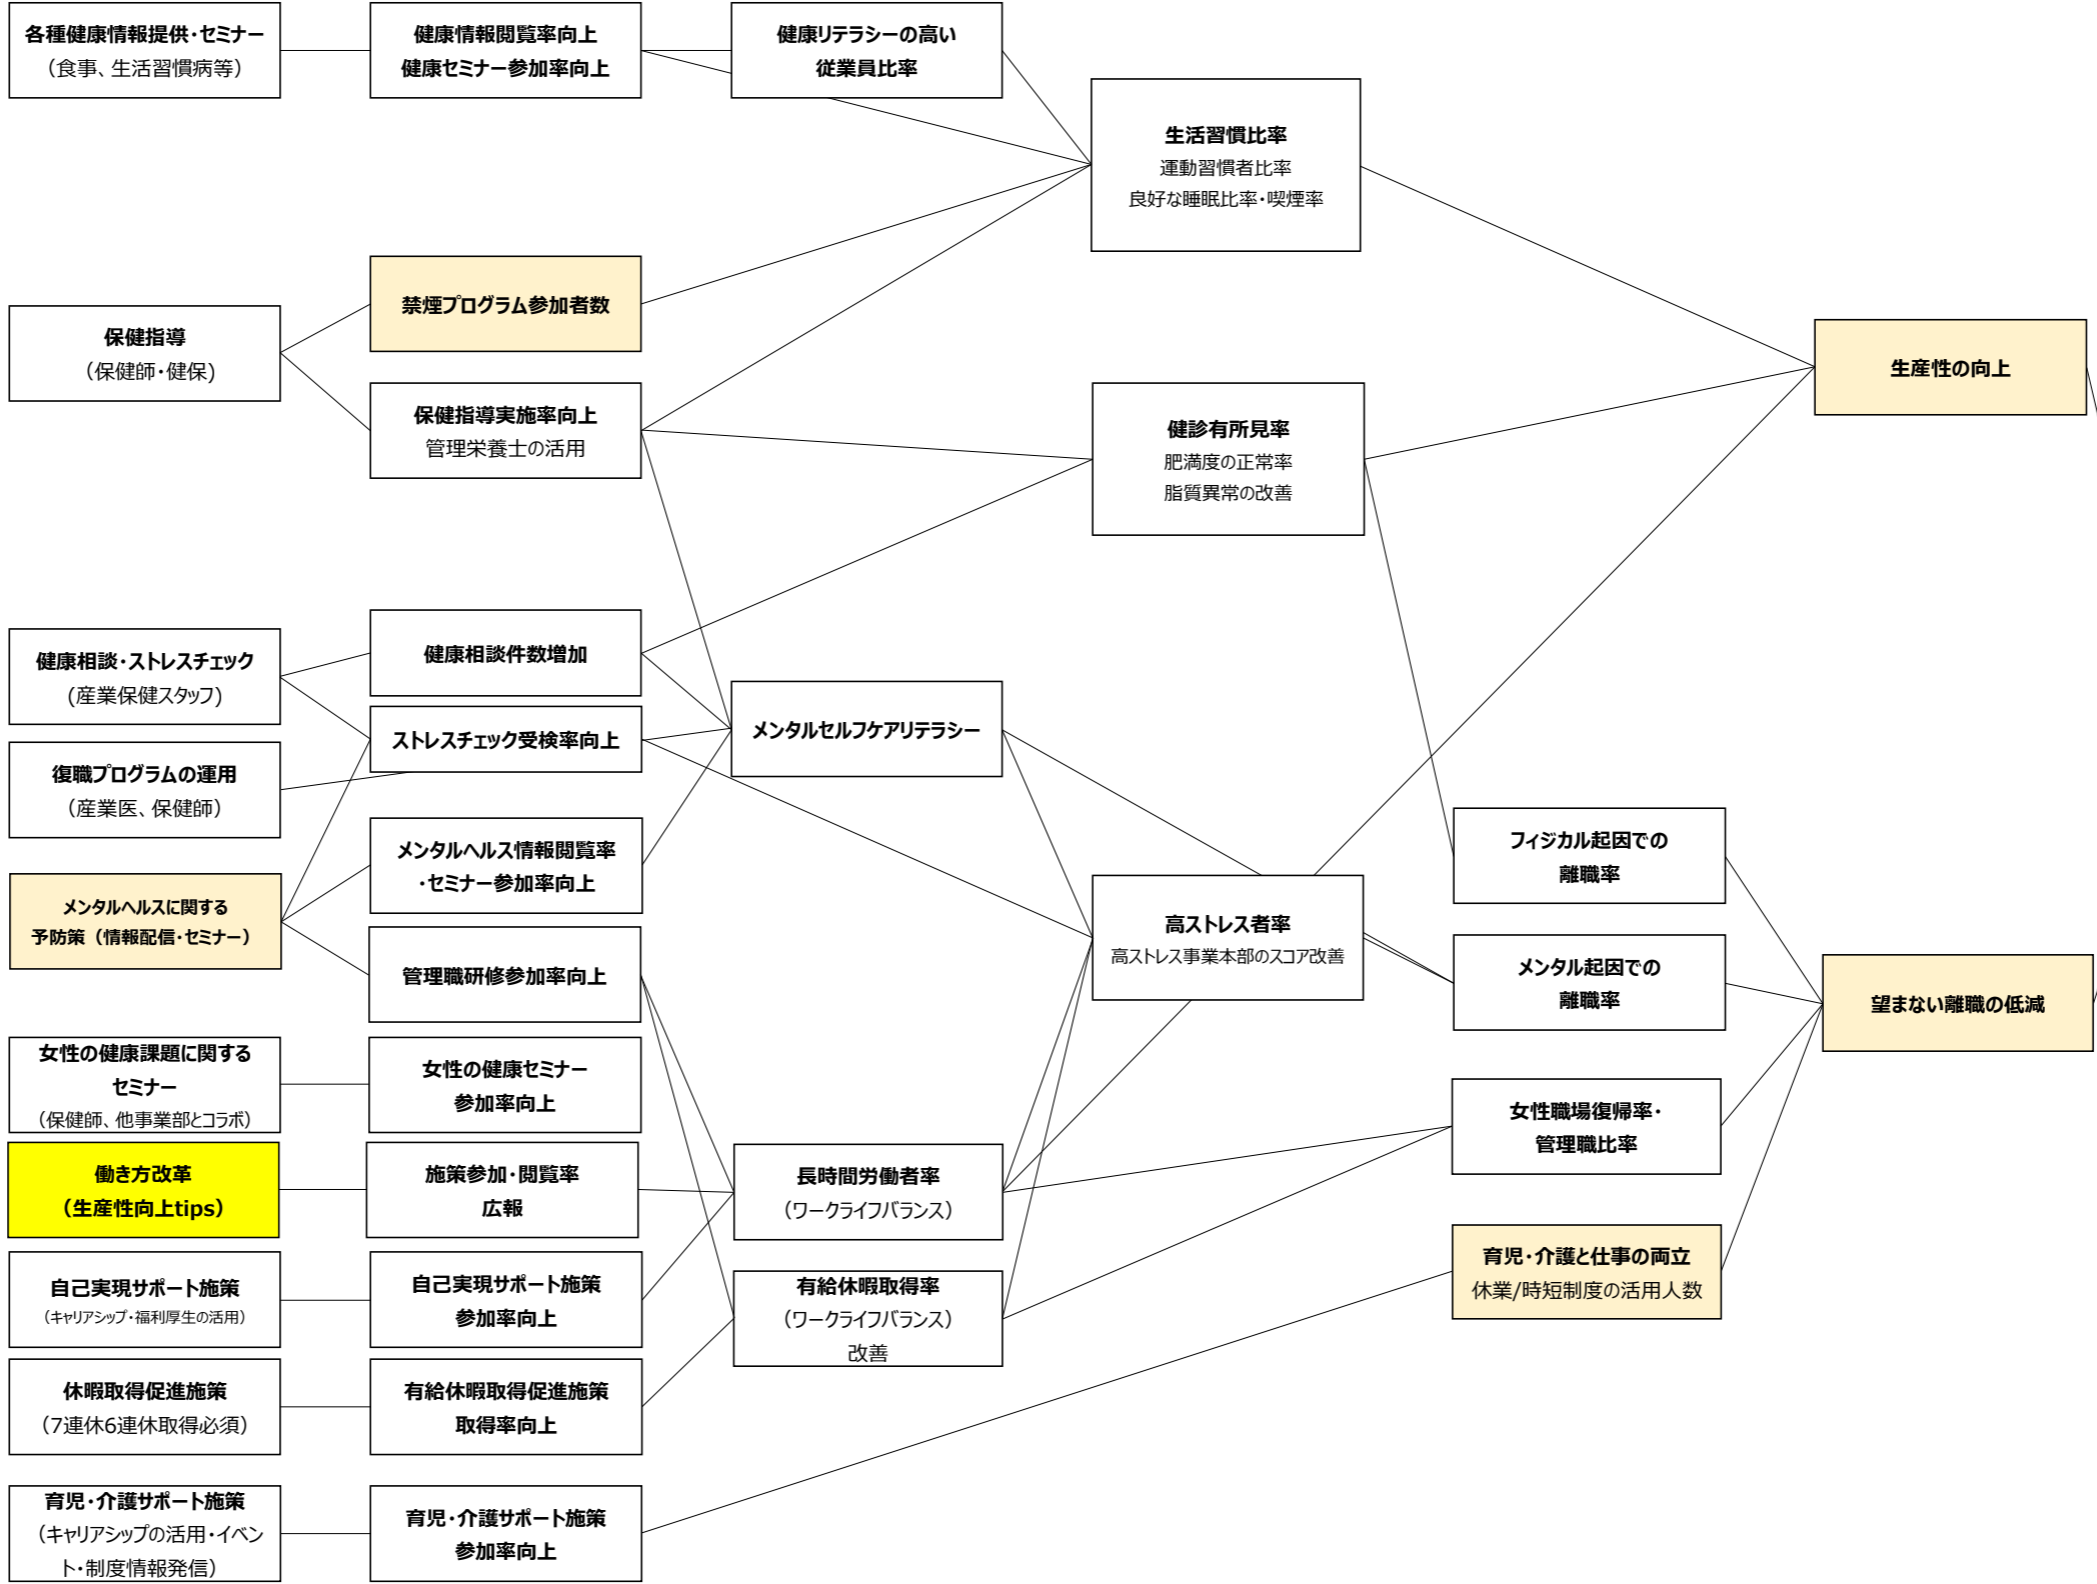 各種健康情報提供・セミナー
（食事、生活習慣病等）
健康情報閲覧率向上
健康セミナー参加率向上
健康リテラシーの高い
従業員比率
生活習慣比率
運動習慣者比率
良好な睡眠比率・喫煙率
禁煙プログラム参加者数
保健指導
（保健師・健保)
保健指導実施率向上
管理栄養士の活用
生産性の向上
健診有所見率
肥満度の正常率
脂質異常の改善
健康相談・ストレスチェック
(産業保健スタッフ)
健康相談件数増加
ストレスチェック受検率向上
メンタルセルフケアリテラシー
復職プログラムの運用
（産業医、保健師）
メンタルヘルス情報閲覧率
・セミナー参加率向上
メンタルヘルスに関する
予防策（情報配信・セミナー）
管理職研修参加率向上
高ストレス者率
高ストレス事業本部のスコア改善
フィジカル起因での
離職率
メンタル起因での
離職率
望まない離職の低減
女性の健康課題に関する
セミナー
（保健師、他事業部とコラボ）
女性の健康セミナー
参加率向上
女性職場復帰率・
管理職比率
働き方改革
（生産性向上tips）
施策参加・閲覧率
広報
長時間労働者率
（ワークライフバランス）
自己実現サポート施策
（キャリアシップ・福利厚生の活用）
自己実現サポート施策
参加率向上
有給休暇取得率
（ワークライフバランス）
改善
育児・介護と仕事の両立
休業/時短制度の活用人数
休暇取得促進施策
（7連休6連休取得必須）
有給休暇取得促進施策
取得率向上
育児・介護サポート施策
（キャリアシップの活用・イベン
ト・制度情報発信）
育児・介護サポート施策
参加率向上